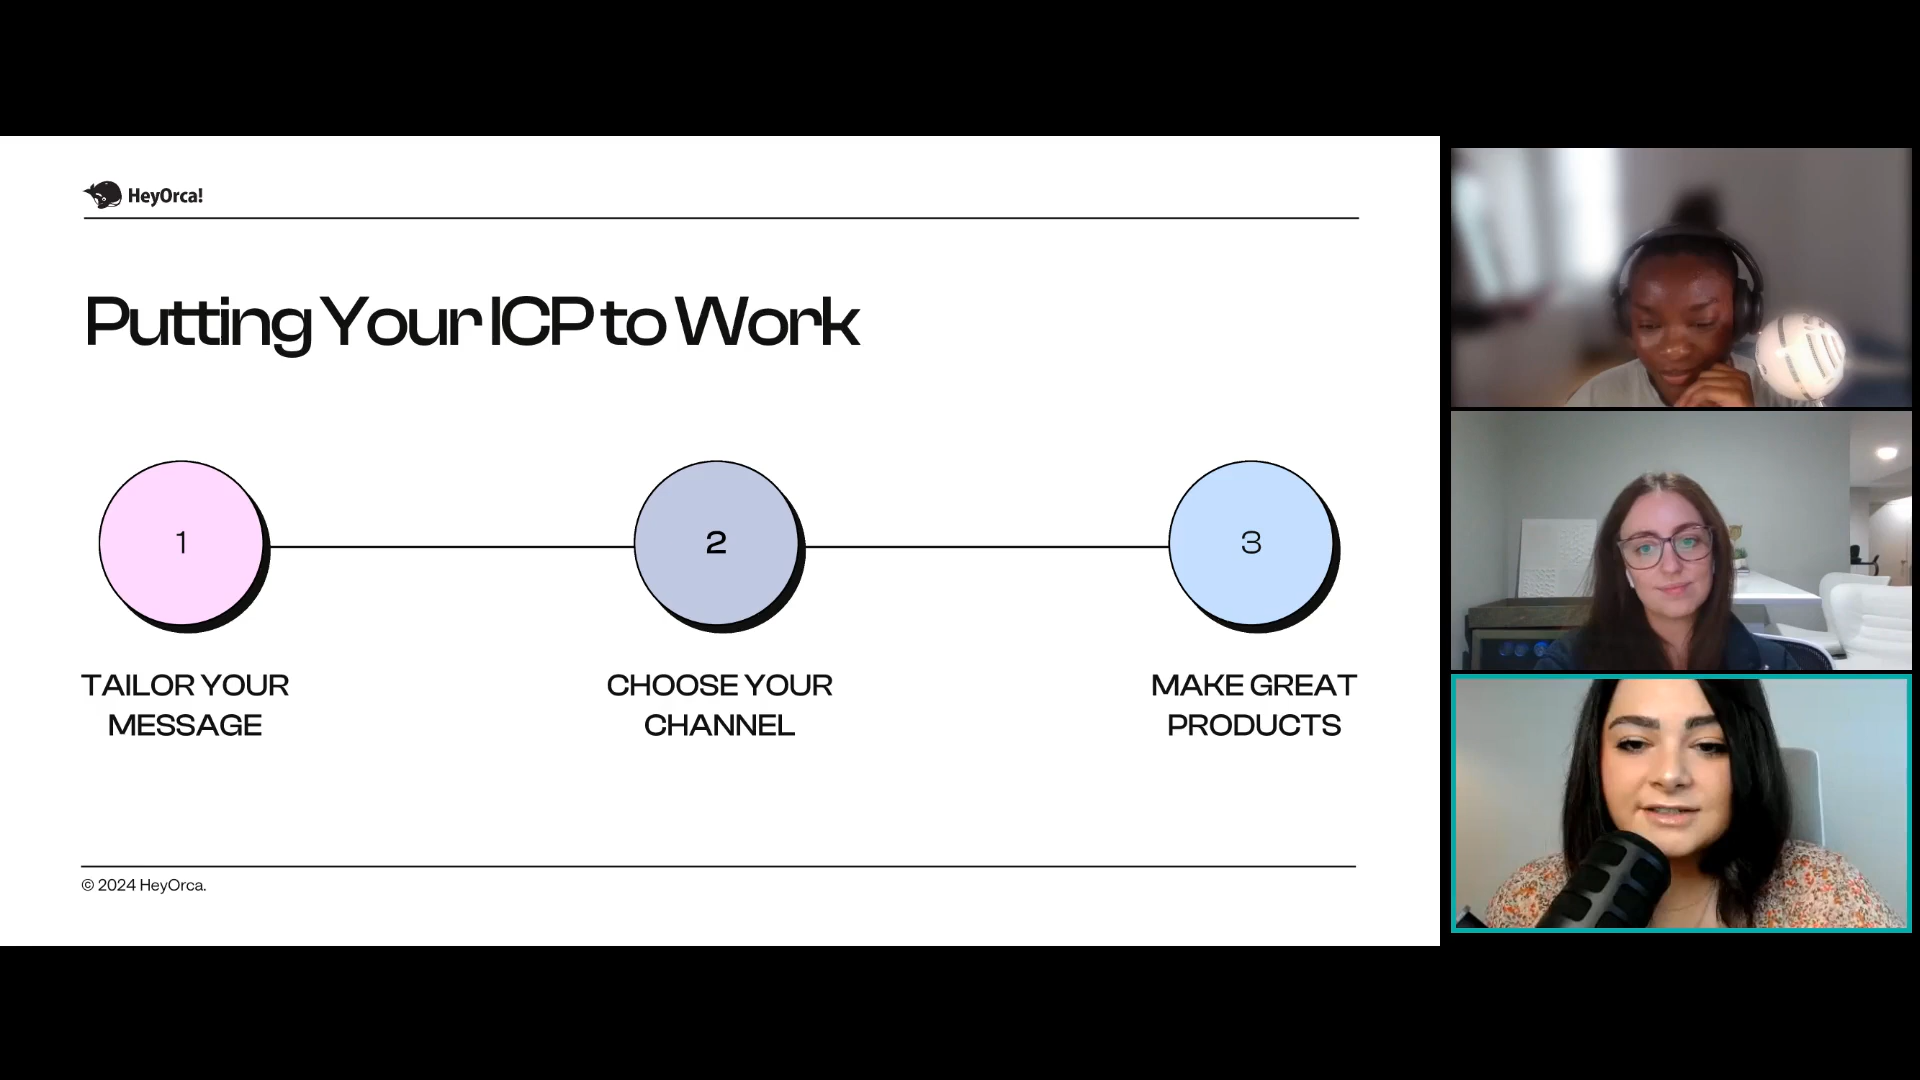 HeyOrca!
Putting Your ICP to Work
1
2
3
TAILOR YOUR
MESSAGE
CHOOSE YOUR
CHANNEL
MAKE GREAT
PRODUCTS
© 2024 HeyOrca.